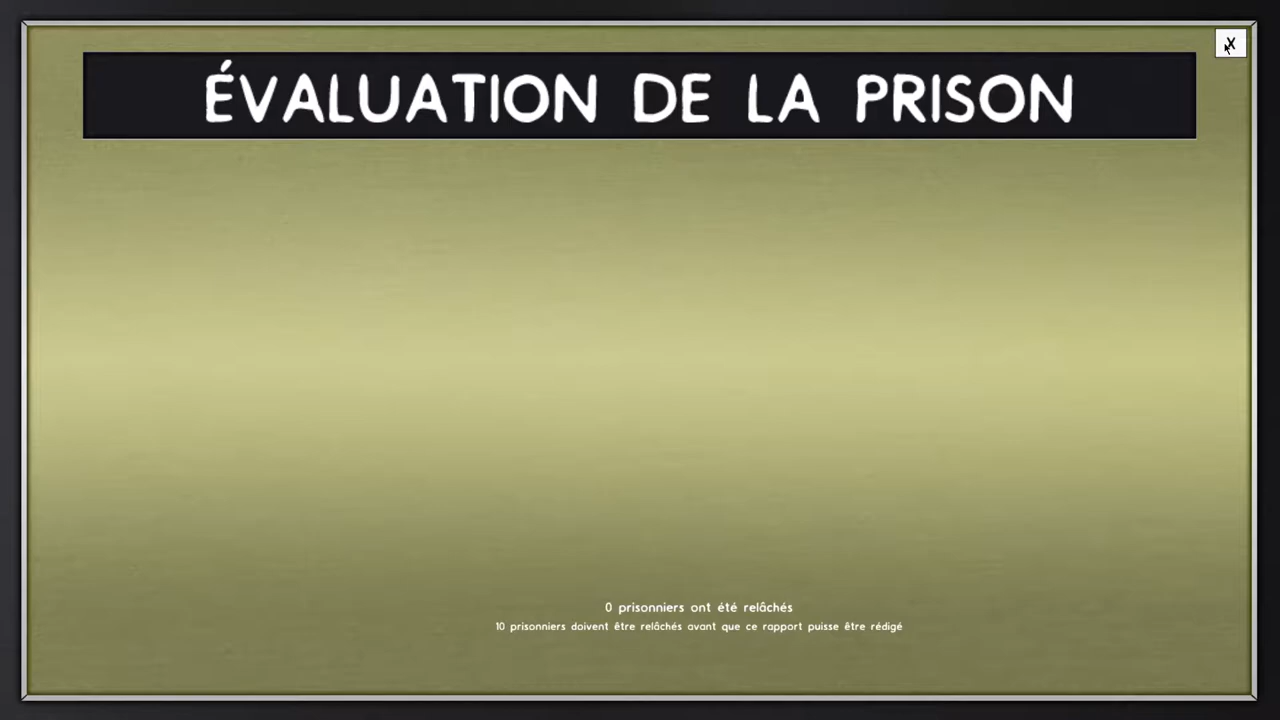 X
ÉVALUATION DE LA PRISON
0 prisonniers ont été relâchés
10 prisonniers doivent être relâchés avant que ce rapport puisse être rédigé